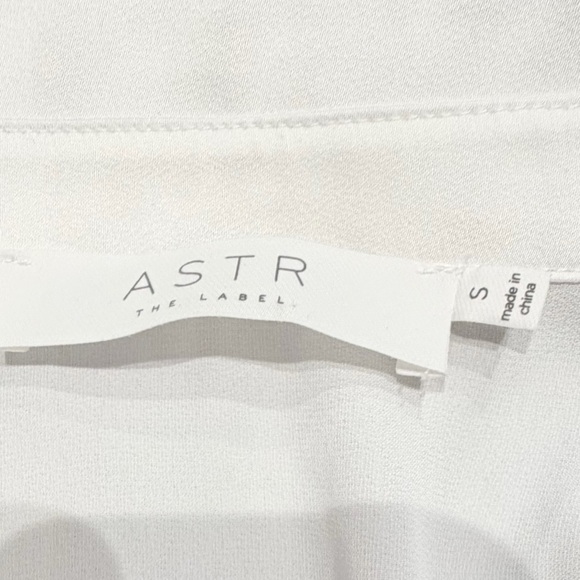 ASTR
THE LABEL.
S
made in
china